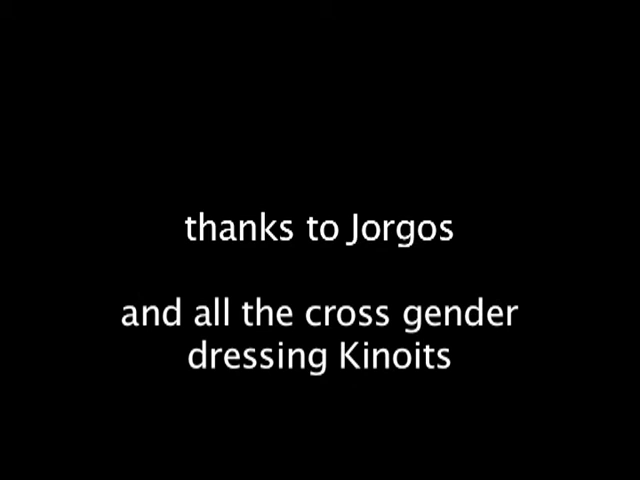 thanks to Jorgos
and all the cross gender
dressing Kinoits